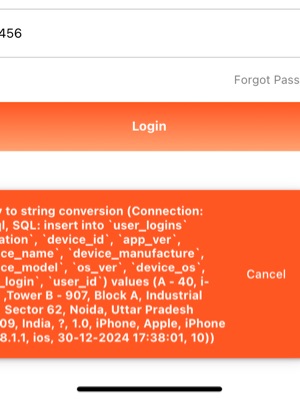 456
Forgot Pass
Login
y to string conversion (Connection:
ql, SQL: insert into `user_logins`
ation`, `device_id`, `app_ver`,
ce_name`, `device_manufacture`,
ce_model`, `os_ver`, `device_os`,
_login`, `user_id`) values (A - 40, i-
,Tower B - 907, Block A, Industrial
Sector 62, Noida, Uttar Pradesh
09, India, ?, 1.0, iPhone, Apple, iPhone
8.1.1, ios, 30-12-2024 17:38:01, 10))
Cancel